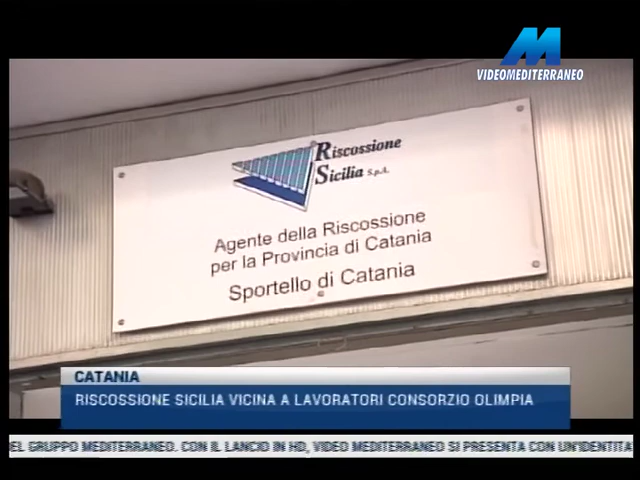 VIDEOMEDITERRANEO
Riscossione
Sicilia S.p.A.
Agente della Riscossione
per la Provincia di Catania
Sportello di Catania
CATANIA
RISCOSSIONE SICILIA VICINA A LAVORATORI CONSORZIO OLIMPIA
EL GRUPPO MEDITERRANEO. CON IL LANCIO IN HD, VIDEO MEDITERRANEO SI PRESENTA CON UN'IDENTITA